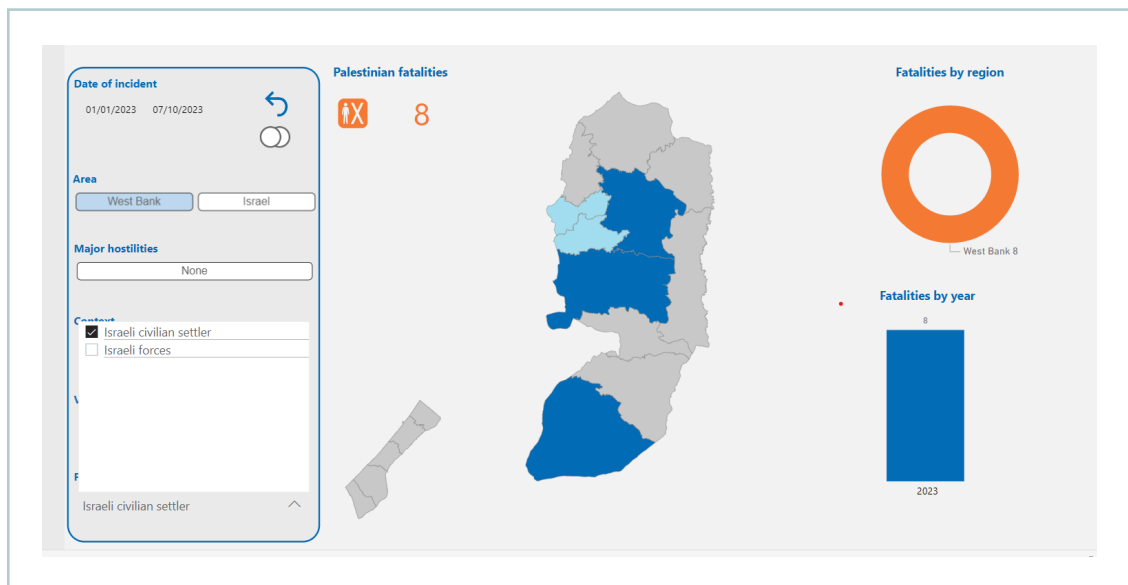 Date of incident
01/01/2023 07/10/2023
Area
West Bank Israel
Major hostilities
None
Context
Israeli civilian settler
Israeli forces
Israeli civilian settler
Palestinian fatalities
8
Fatalities by region
West Bank 8
Fatalities by year
8
2023